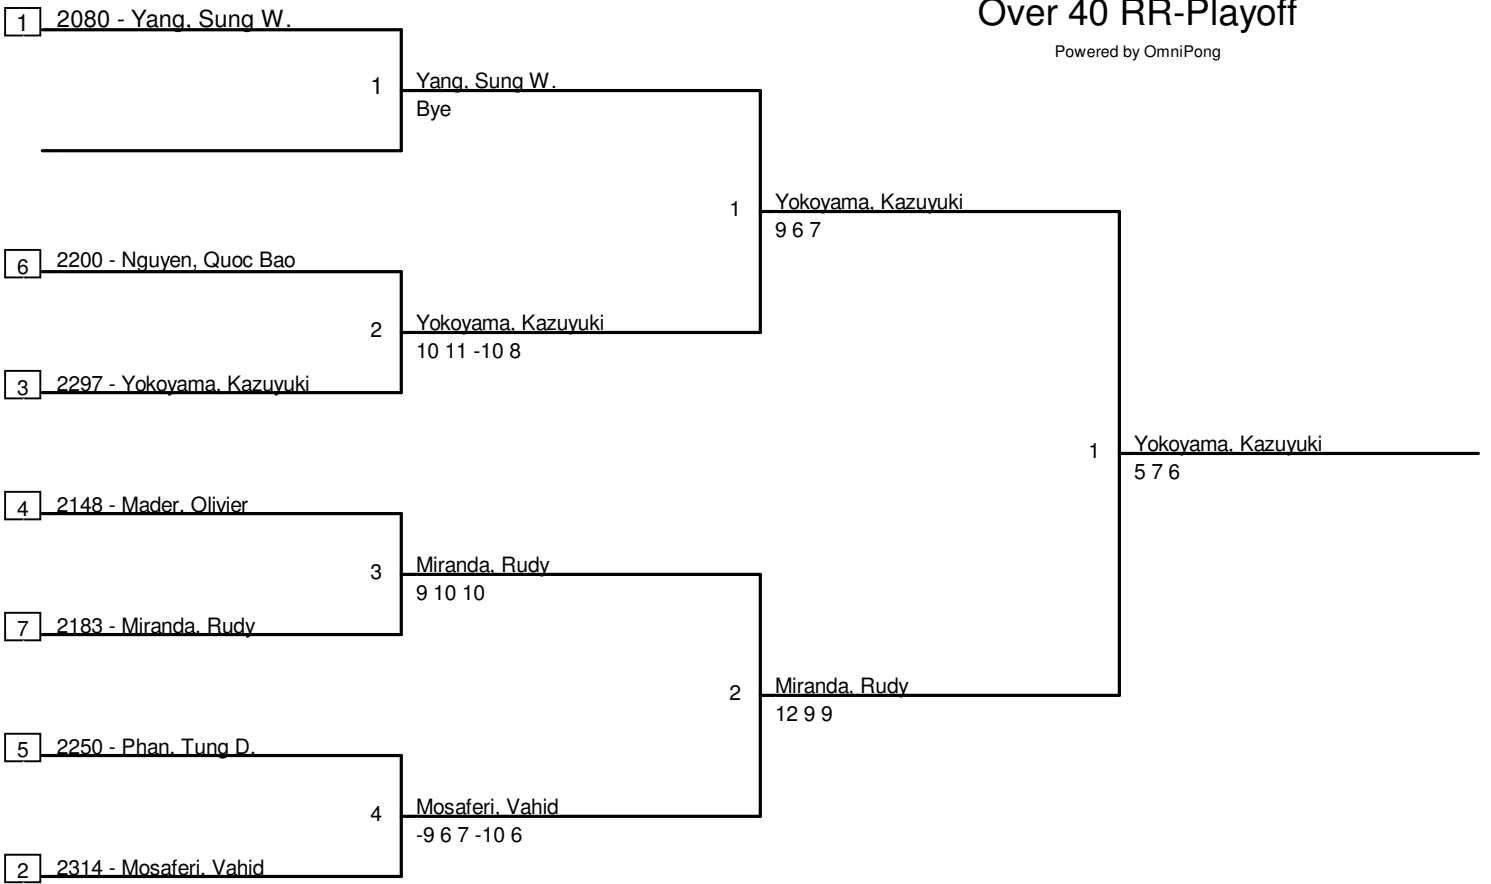 Over 40 RR-Playoff
Powered by OmniPong
1 2080 - Yang, Sung W.
1 Yang, Sung W.
Bye
1 Yokoyama, Kazuyuki
9 6 7
6 2200 - Nguyen, Quoc Bao
2 Yokoyama, Kazuyuki
10 11 -10 8
3 2297 - Yokoyama, Kazuyuki
1 Yokoyama, Kazuyuki
5 7 6
4 2148 - Mader, Olivier
3 Miranda, Rudy
9 10 10
7 2183 - Miranda, Rudy
2 Miranda, Rudy
12 9 9
5 2250 - Phan, Tung D.
4 Mosaferi, Vahid
-9 6 7 -10 6
2 2314 - Mosaferi, Vahid